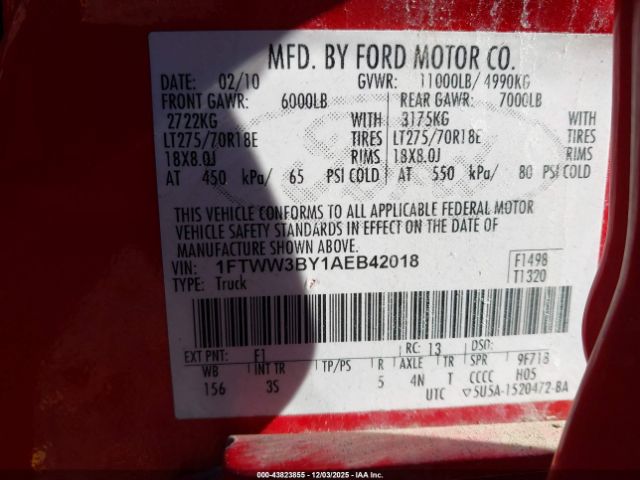 MFD. BY FORD MOTOR CO.
DATE: 02/10 GVWR: 11000LB/ 4990KG
FRONT GAWR: 6000LB REAR GAWR: 7000LB
2722KG WITH 3175KG WITH
LT275/70R18E TIRES LT275/70R18E TIRES
18X8.0J RIMS 18X8.0J RIMS
AT 450 kPa/ 65 PSI COLD AT 550 kPa/ 80 PSI COLD
THIS VEHICLE CONFORMS TO ALL APPLICABLE FEDERAL MOTOR
VEHICLE SAFETY STANDARDS IN EFFECT ON THE DATE OF
MANUFACTURE SHOWN ABOVE.
VIN: 1FTWW3BY1AEB42018 F1498
TYPE: Truck T1320
EXT PNT: F1 RC: 13 DSO:
WB INT TR TP/PS R AXLE TR SPR 9F718
156 3S 5 4N T CCCC H05
UTC ▽5U5A-1520472-BA
000-43823855 - 12/03/2025 - IAA Inc.